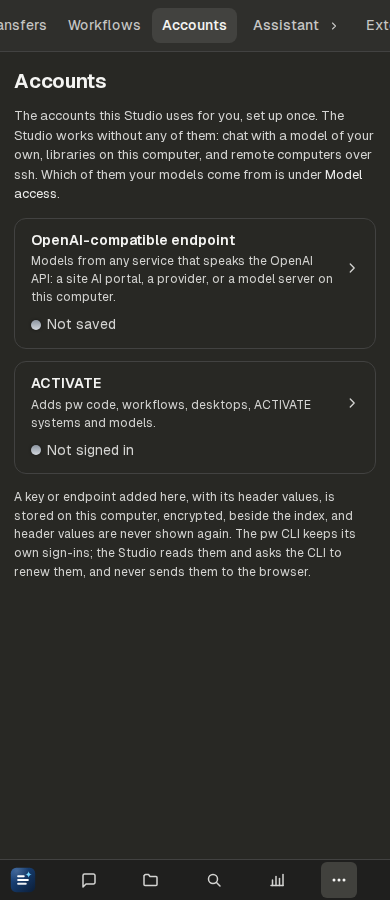 ansfers Workflows Accounts Assistant Ext
Accounts
The accounts this Studio uses for you, set up once. The
Studio works without any of them: chat with a model of your
own, libraries on this computer, and remote computers over
ssh. Which of them your models come from is under Model
access.
OpenAI-compatible endpoint
Models from any service that speaks the OpenAI
API: a site AI portal, a provider, or a model server on
this computer.
Not saved
ACTIVATE
Adds pw code, workflows, desktops, ACTIVATE
systems and models.
Not signed in
A key or endpoint added here, with its header values, is
stored on this computer, encrypted, beside the index, and
header values are never shown again. The pw CLI keeps its
own sign-ins; the Studio reads them and asks the CLI to
renew them, and never sends them to the browser.